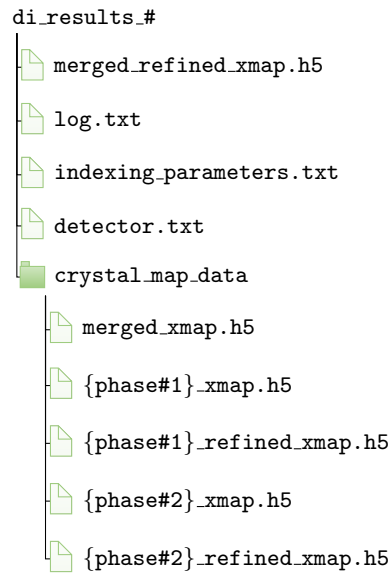 di_results_#
merged_refined_xmap.h5
log.txt
indexing_parameters.txt
detector.txt
crystal_map_data
merged_xmap.h5
{phase#1}_xmap.h5
{phase#1}_refined_xmap.h5
{phase#2}_xmap.h5
{phase#2}_refined_xmap.h5